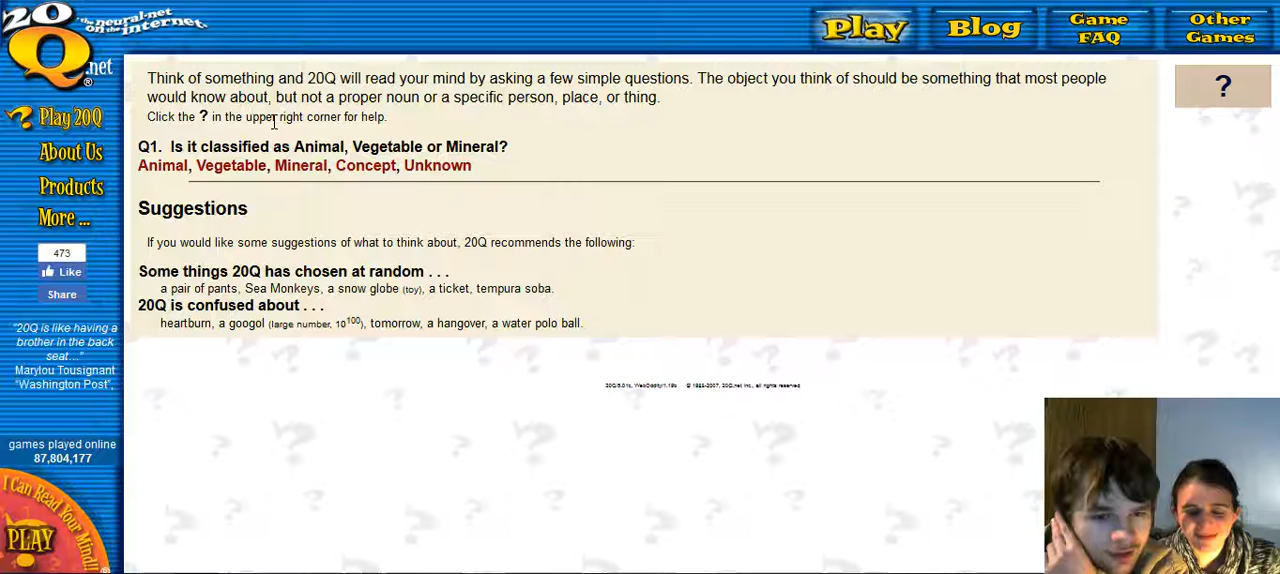 20Q.net
the neural-net
on the internet.
Play
Blog
Game
FAQ
Other
Games
?
Think of something and 20Q will read your mind by asking a few simple questions. The object you think of should be something that most people
would know about, but not a proper noun or a specific person, place, or thing.
Click the ? in the upper right corner for help.
Q1. Is it classified as Animal, Vegetable or Mineral?
Animal, Vegetable, Mineral, Concept, Unknown
Suggestions
If you would like some suggestions of what to think about, 20Q recommends the following:
Some things 20Q has chosen at random . . .
a pair of pants, Sea Monkeys, a snow globe (toy), a ticket, tempura soba.
20Q is confused about . . .
heartburn, a googol (large number, 10^100), tomorrow, a hangover, a water polo ball.
? Play 20Q
About Us
Products
More ...
473
Like
Share
"20Q is like having a
brother in the back
seat..."
Marylou Tousignant
"Washington Post",
games played online
87,804,177
I Can Read Your Mind!!
PLAY
20Q.net Inc., all rights reserved